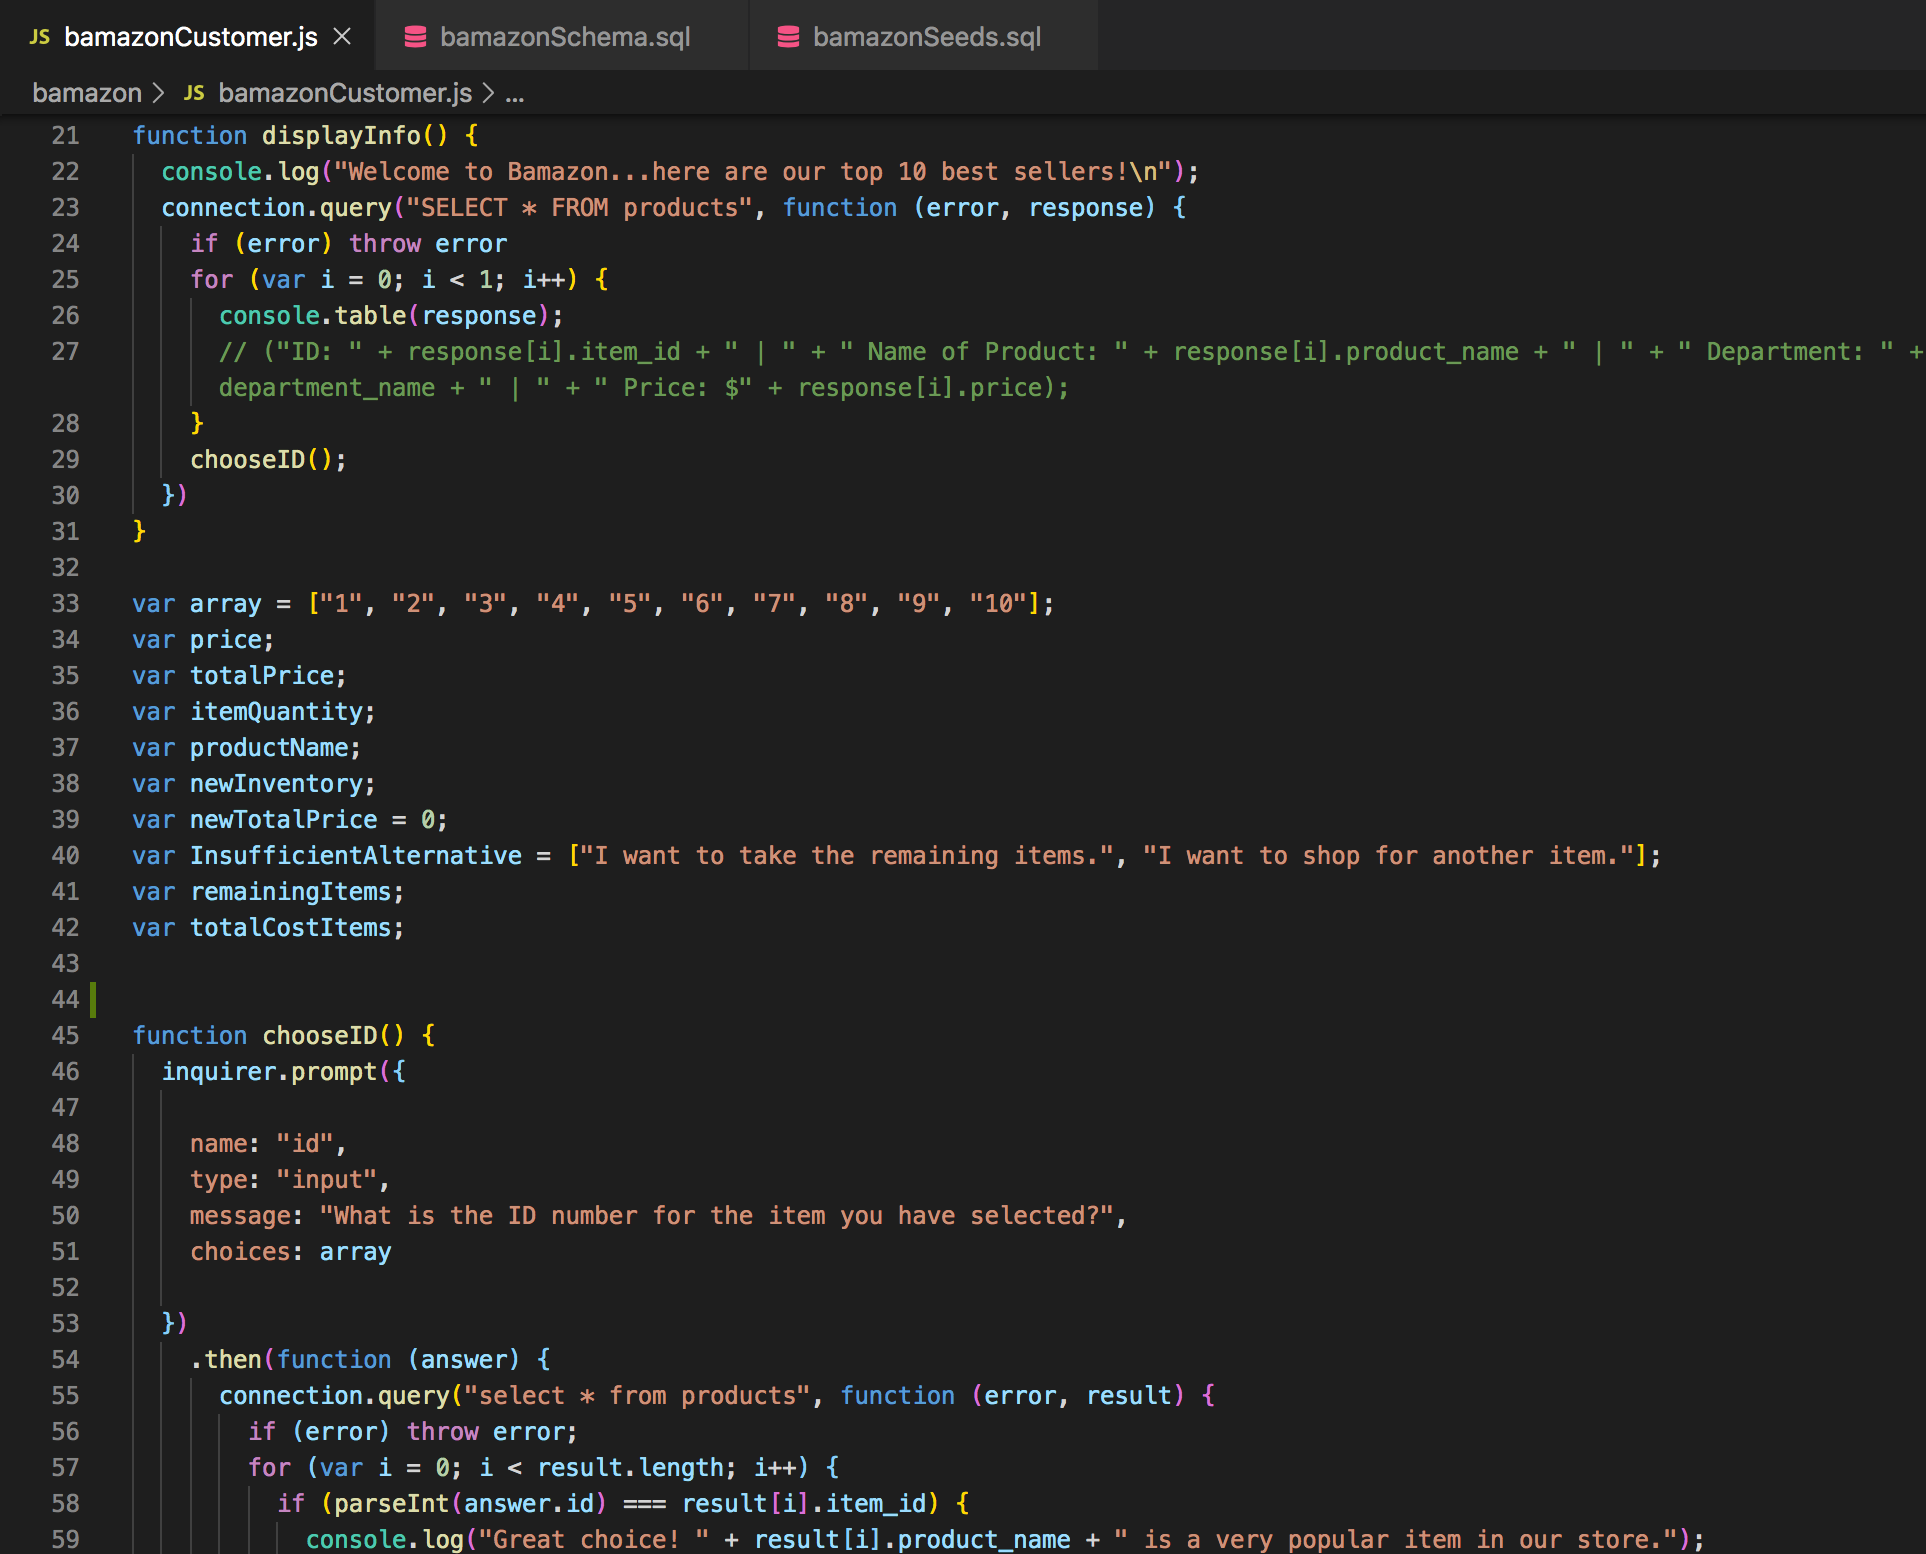 JS bamazonCustomer.js × bamazonSchema.sql bamazonSeeds.sql
bamazon > JS bamazonCustomer.js > ...
21 function displayInfo() {
22 console.log("Welcome to Bamazon...here are our top 10 best sellers!\n");
23 connection.query("SELECT * FROM products", function (error, response) {
24 if (error) throw error
25 for (var i = 0; i < 1; i++) {
26 console.table(response);
27 // ("ID: " + response[i].item_id + " | " + " Name of Product: " + response[i].product_name + " | " + " Department: " +
department_name + " | " + " Price: $" + response[i].price);
28 }
29 chooseID();
30 })
31 }
32
33 var array = ["1", "2", "3", "4", "5", "6", "7", "8", "9", "10"];
34 var price;
35 var totalPrice;
36 var itemQuantity;
37 var productName;
38 var newInventory;
39 var newTotalPrice = 0;
40 var InsufficientAlternative = ["I want to take the remaining items.", "I want to shop for another item."];
41 var remainingItems;
42 var totalCostItems;
43
44
45 function chooseID() {
46 inquirer.prompt({
47
48 name: "id",
49 type: "input",
50 message: "What is the ID number for the item you have selected?",
51 choices: array
52
53 })
54 .then(function (answer) {
55 connection.query("select * from products", function (error, result) {
56 if (error) throw error;
57 for (var i = 0; i < result.length; i++) {
58 if (parseInt(answer.id) === result[i].item_id) {
59 console.log("Great choice! " + result[i].product_name + " is a very popular item in our store.");